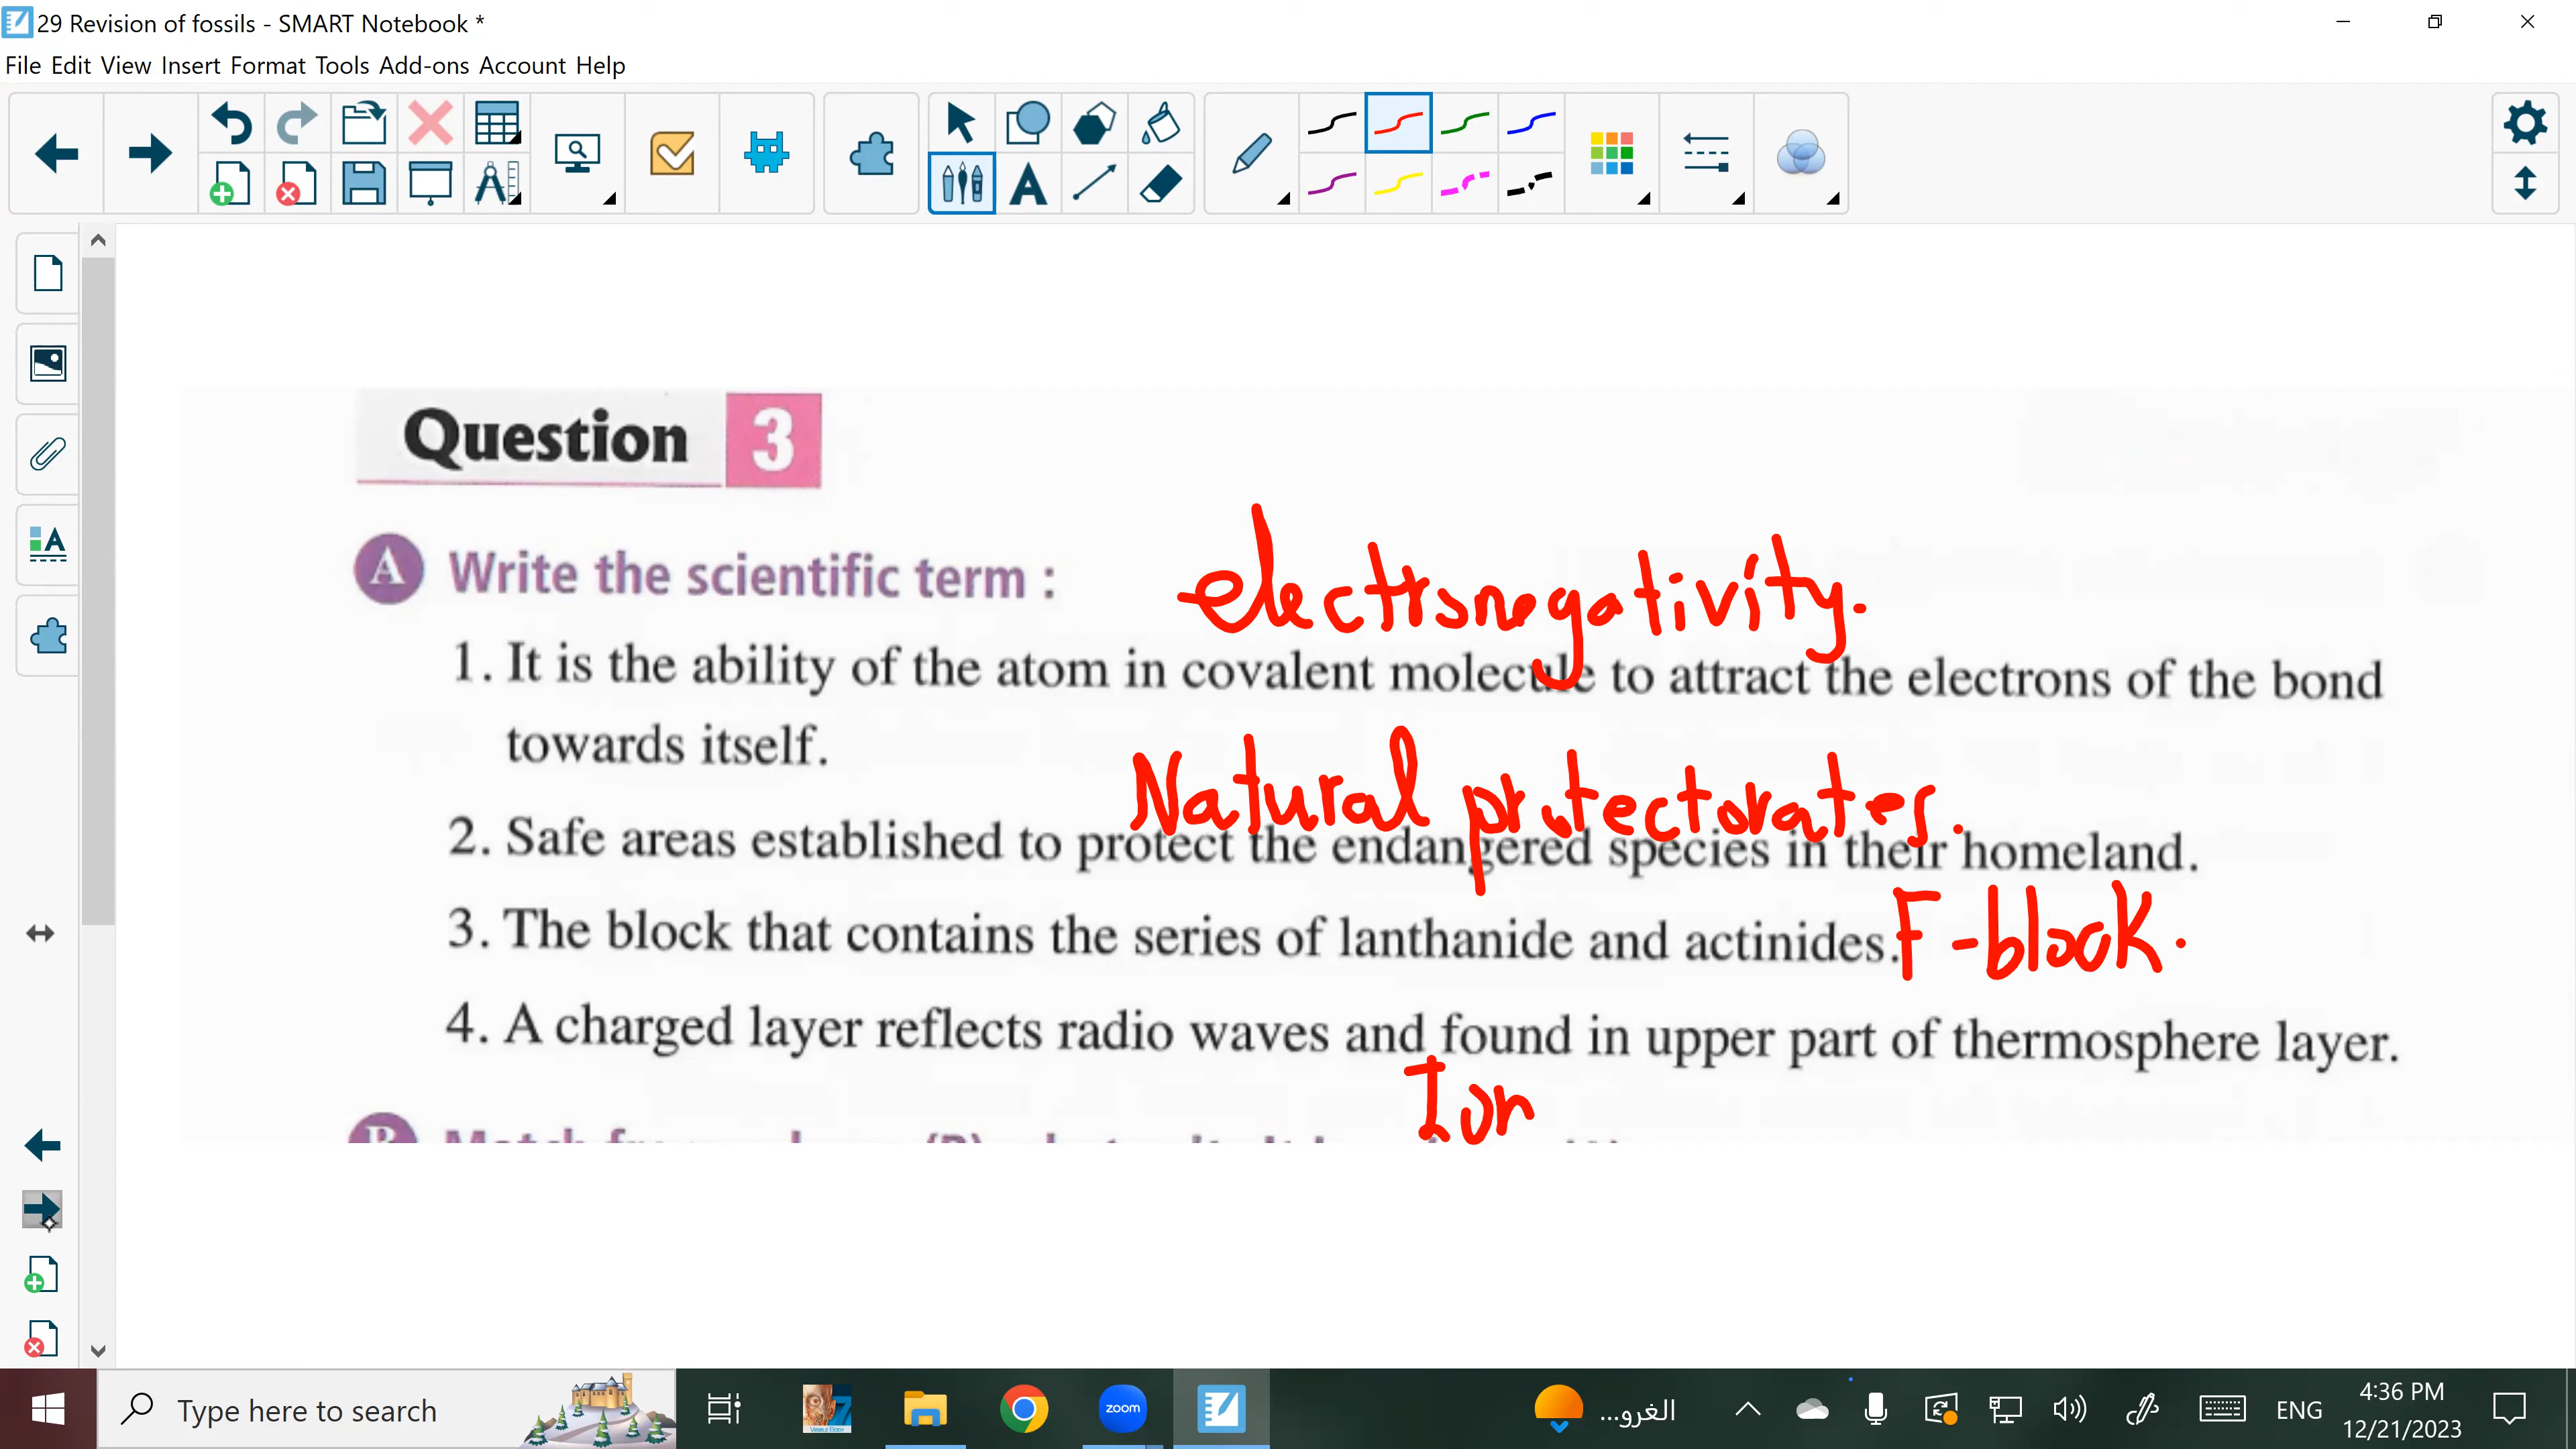 29 Revision of fossils - SMART Notebook *
File Edit View Insert Format Tools Add-ons Account Help
Question 3
A Write the scientific term :
electronegativity.
1. It is the ability of the atom in covalent molecule to attract the electrons of the bond
towards itself.
Natural protectorates.
2. Safe areas established to protect the endangered species in their homeland.
3. The block that contains the series of lanthanide and actinides. F-block.
4. A charged layer reflects radio waves and found in upper part of thermosphere layer.
Ion
Type here to search
zoom
الغرو...
ENG
4:36 PM
12/21/2023